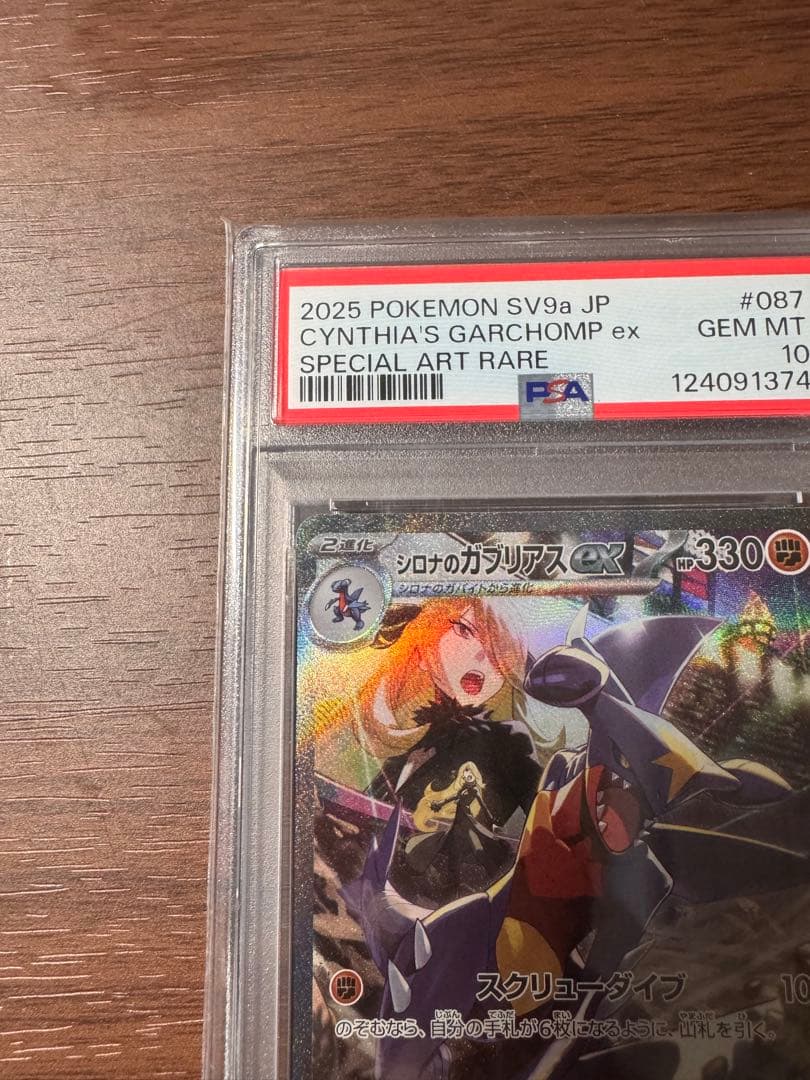 2025 POKEMON SV9a JP #087
CYNTHIA'S GARCHOMP ex GEM MT
SPECIAL ART RARE 10
PSA 124091374
2進化 シロナのガブリアスex HP330
シロナのガバイトから進化
スクリューダイブ 10
のぞむなら、自分の手札が6枚になるように、山札を引く。